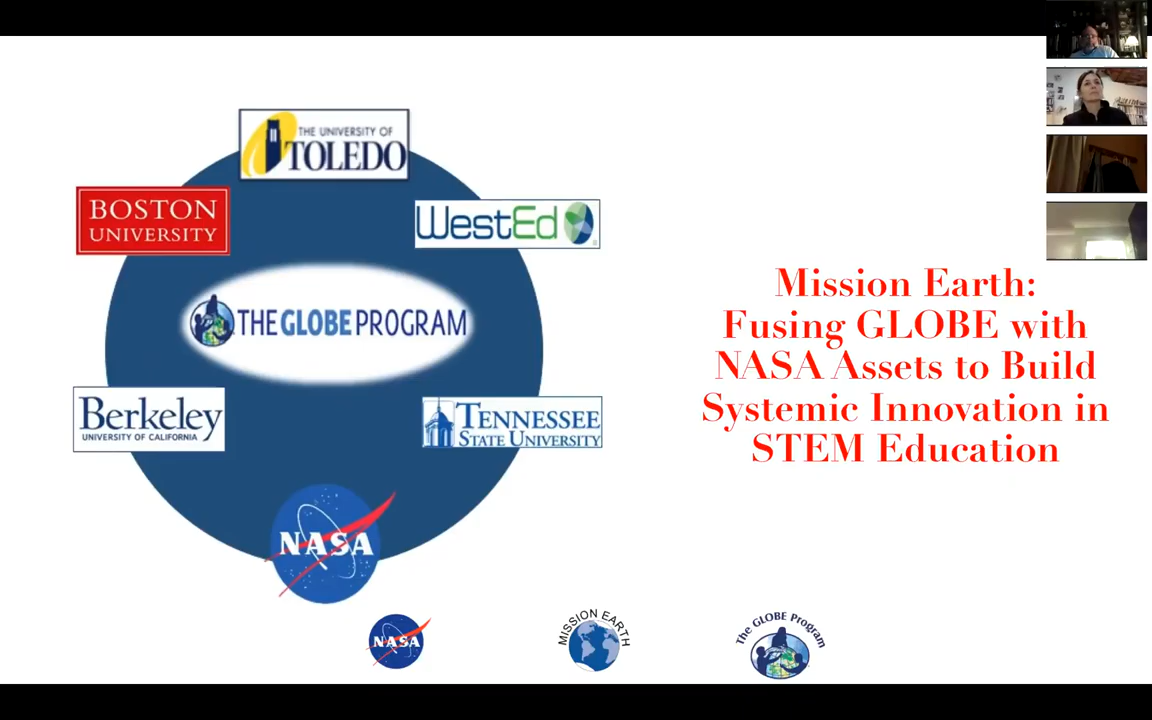 THE UNIVERSITY OF
TOLEDO
BOSTON
UNIVERSITY
WestEd
THE GLOBE PROGRAM
Berkeley
UNIVERSITY OF CALIFORNIA
TENNESSEE
STATE UNIVERSITY
NASA
Mission Earth:
Fusing GLOBE with
NASA Assets to Build
Systemic Innovation in
STEM Education
NASA
MISSION EARTH
The GLOBE Program